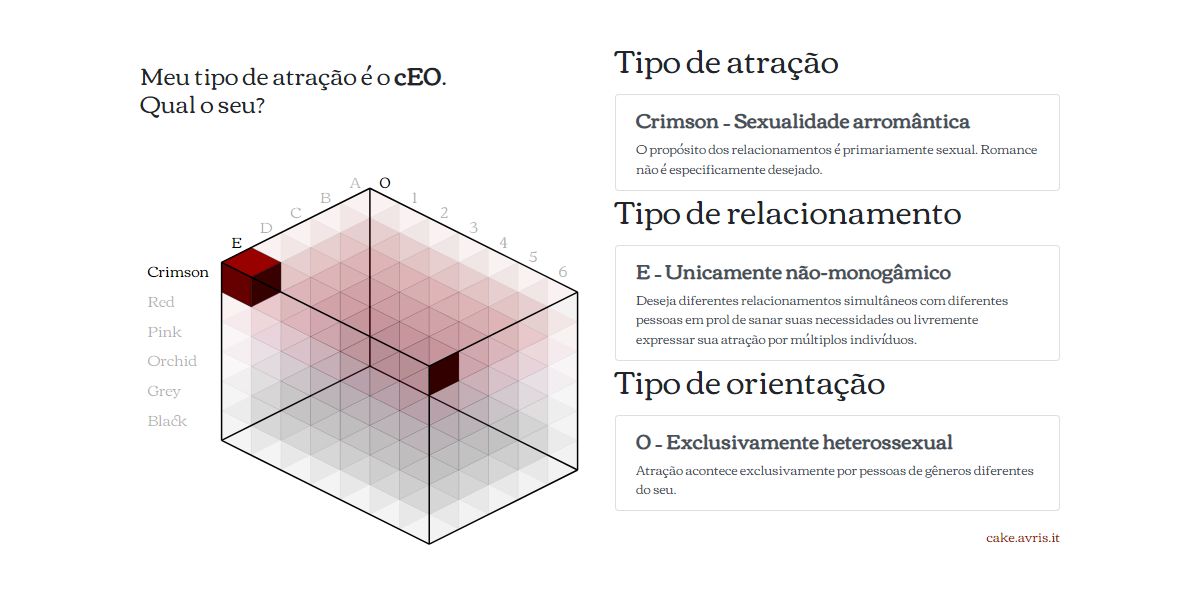 Meu tipo de atração é o cEO.
Qual o seu?
A O
B 1
C 2
D 3
E 4
5
6
Crimson
Red
Pink
Orchid
Grey
Black
Tipo de atração
Crimson - Sexualidade arromântica
O propósito dos relacionamentos é primariamente sexual. Romance
não é especificamente desejado.
Tipo de relacionamento
E - Unicamente não-monogâmico
Deseja diferentes relacionamentos simultâneos com diferentes
pessoas em prol de sanar suas necessidades ou livremente
expressar sua atração por múltiplos indivíduos.
Tipo de orientação
O - Exclusivamente heterossexual
Atração acontece exclusivamente por pessoas de gêneros diferentes
do seu.
cake.avris.it